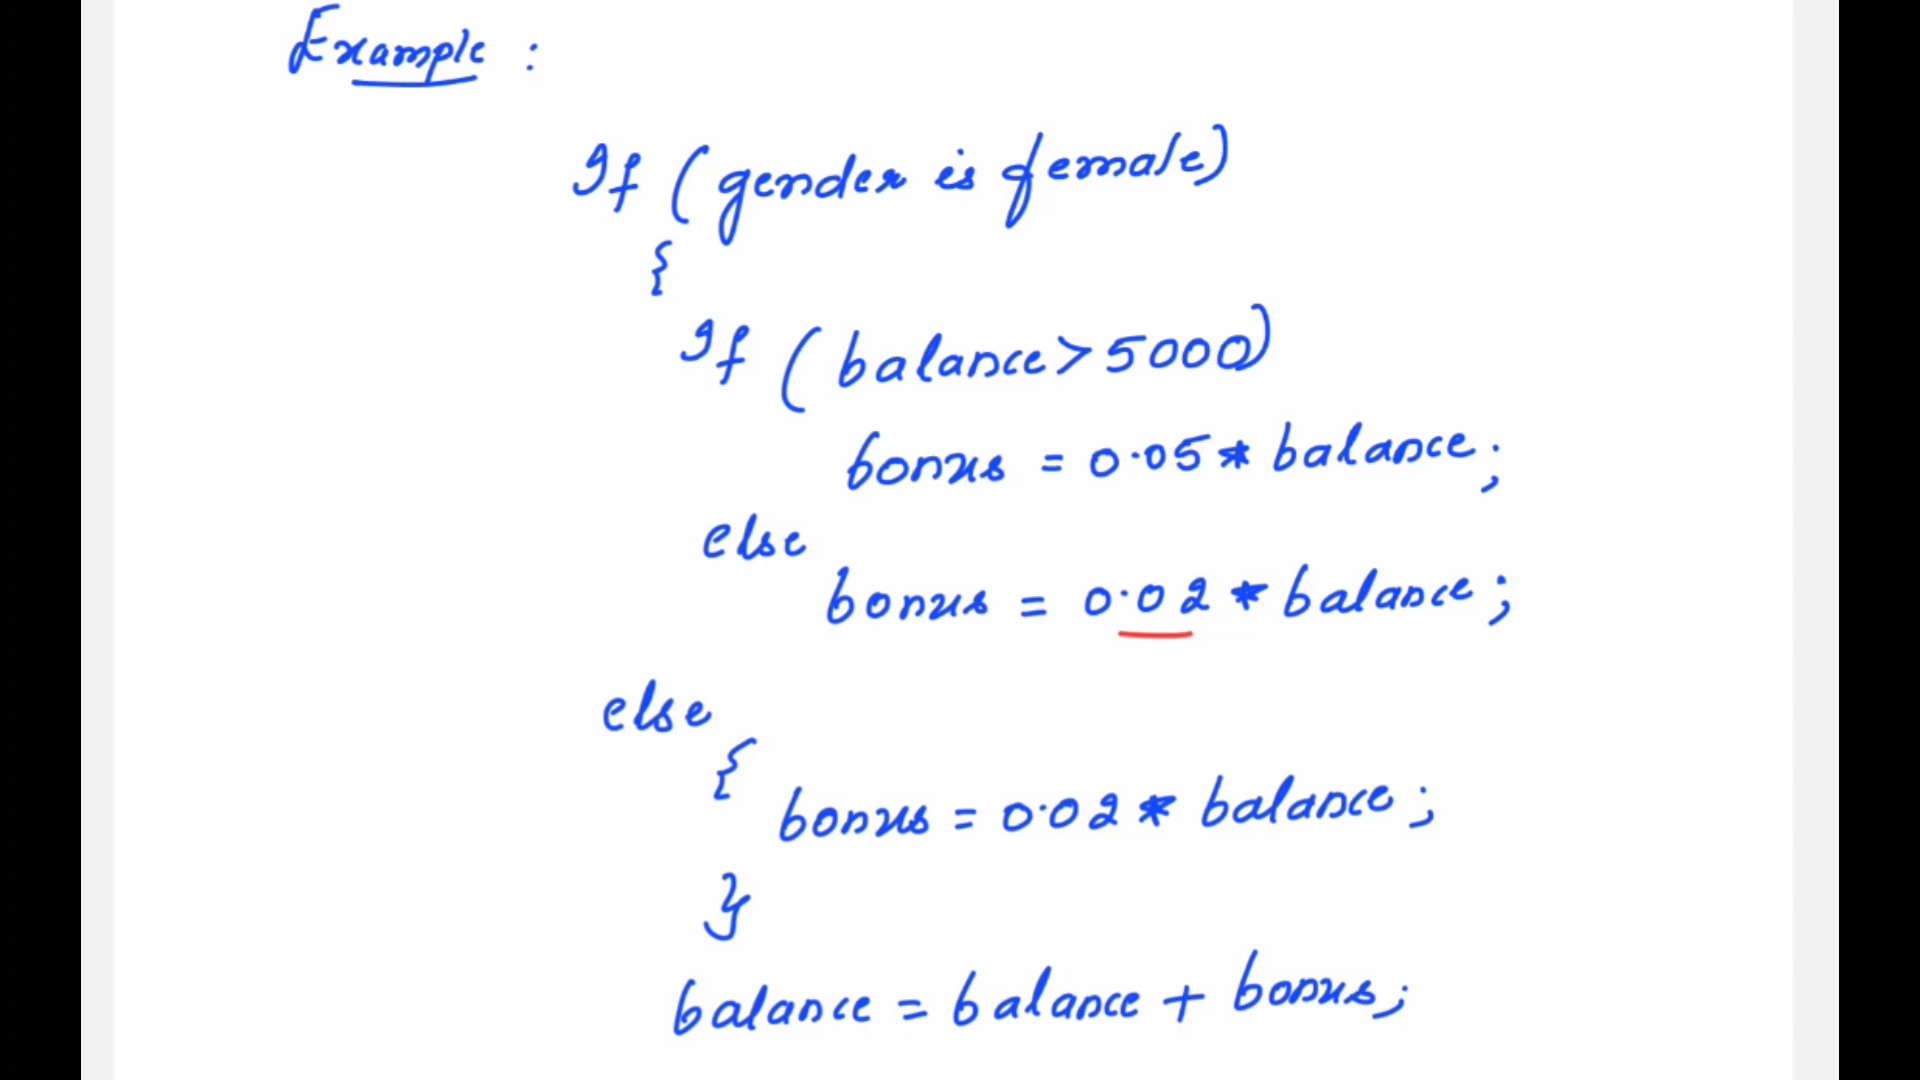 Example :
If (gender is female)
{
If (balance>5000)
bonus = 0.05 * balance;
else
bonus = 0.02 * balance;
else
{
bonus = 0.02 * balance;
}
balance = balance + bonus;